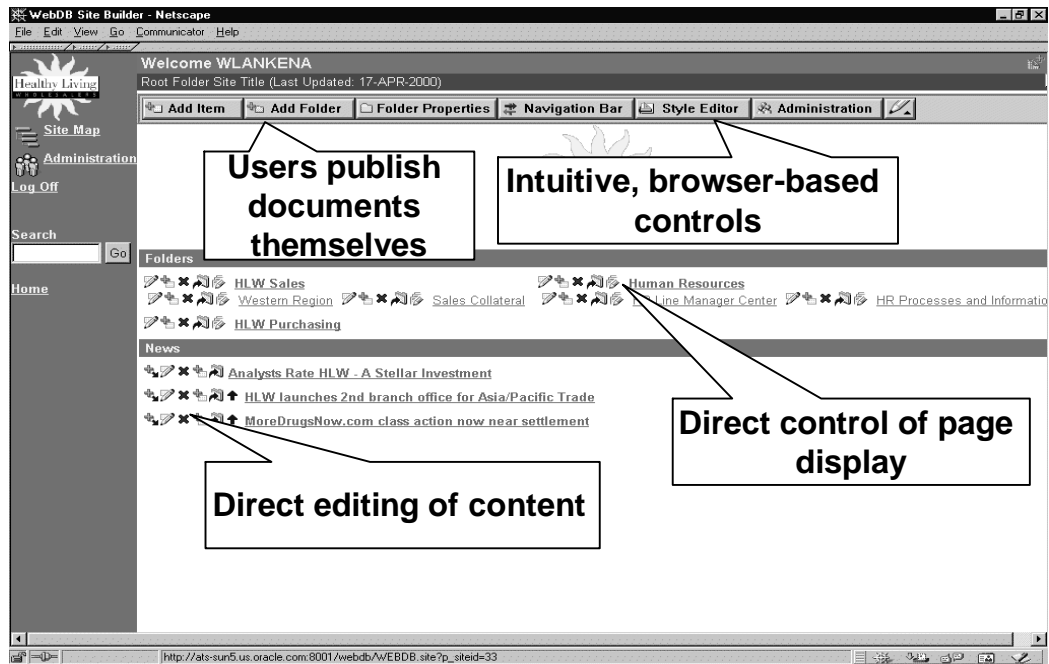 WebDB Site Builder - Netscape
File Edit View Go Communicator Help
Healthy Living
WHOLESALERS
Welcome WLANKENA
Root Folder Site Title (Last Updated: 17-APR-2000)
Add Item Add Folder Folder Properties Navigation Bar Style Editor Administration
Site Map
Administration
Log Off
Search
Go
Home
Users publish
documents
themselves
Intuitive, browser-based
controls
Folders
HLW Sales Human Resources
Western Region Sales Collateral Line Manager Center HR Processes and Informatio
HLW Purchasing
News
Analysts Rate HLW - A Stellar Investment
HLW launches 2nd branch office for Asia/Pacific Trade
MoreDrugsNow.com class action now near settlement
Direct control of page
display
Direct editing of content
http://ats-sun5.us.oracle.com:8001/webdb/WEBDB.site?p_siteid=33